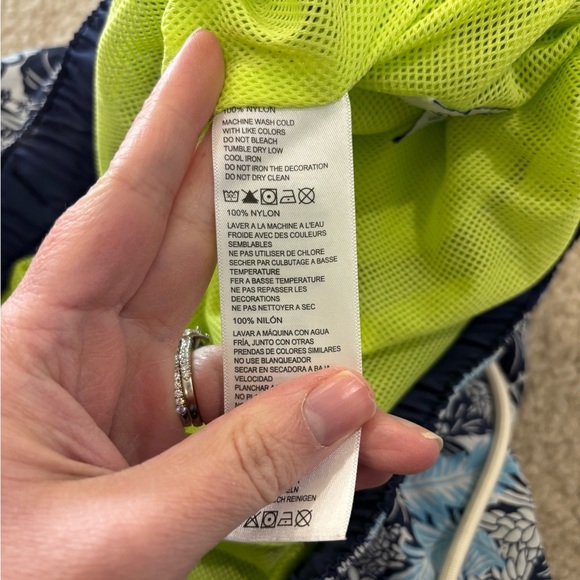 100% NYLON
MACHINE WASH COLD
WITH LIKE COLORS
DO NOT BLEACH
TUMBLE DRY LOW
COOL IRON
DO NOT IRON THE DECORATION
DO NOT DRY CLEAN
100% NYLON
LAVER A LA MACHINE A L'EAU
FROIDE AVEC DES COULEURS
SEMBLABLES
NE PAS UTILISER DE CHLORE
SECHER PAR CULBUTAGE A BASSE
TEMPERATURE
FER A BASSE TEMPERATURE
NE PAS REPASSER LES
DECORATIONS
NE PAS NETTOYER A SEC
100% NILÓN
LAVAR A MÁQUINA CON AGUA
FRÍA, JUNTO CON OTRAS
PRENDAS DE COLORES SIMILARES
NO USE BLANQUEADOR
SECAR EN SECADORA A BAJA
VELOCIDAD
PLANCHAR
NO
REINIGEN